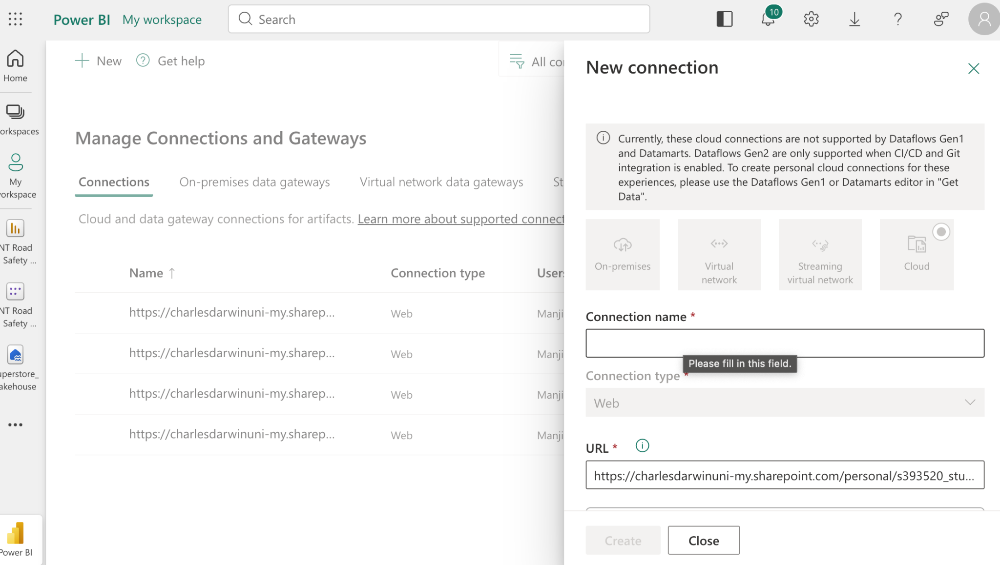 Power BI My workspace
Search
10
Home
orkspaces
My
orkspace
NT Road
Safety ...
NT Road
Safety ...
uperstore_
akehouse
Power BI
New
Get help
All con
Manage Connections and Gateways
Connections
On-premises data gateways
Virtual network data gateways
St
Cloud and data gateway connections for artifacts. Learn more about supported connect
Name ↑
Connection type
Users
https://charlesdarwinuni-my.sharep...
Web
Manji
https://charlesdarwinuni-my.sharep...
Web
Manji
https://charlesdarwinuni-my.sharep...
Web
Manji
https://charlesdarwinuni-my.sharep...
Web
Manji
New connection
Currently, these cloud connections are not supported by Dataflows Gen1
and Datamarts. Dataflows Gen2 are only supported when CI/CD and Git
integration is enabled. To create personal cloud connections for these
experiences, please use the Dataflows Gen1 or Datamarts editor in "Get
Data".
On-premises
Virtual
network
Streaming
virtual network
Cloud
Connection name *
Please fill in this field.
Connection type *
Web
URL *
https://charlesdarwinuni-my.sharepoint.com/personal/s393520_stu...
Create
Close